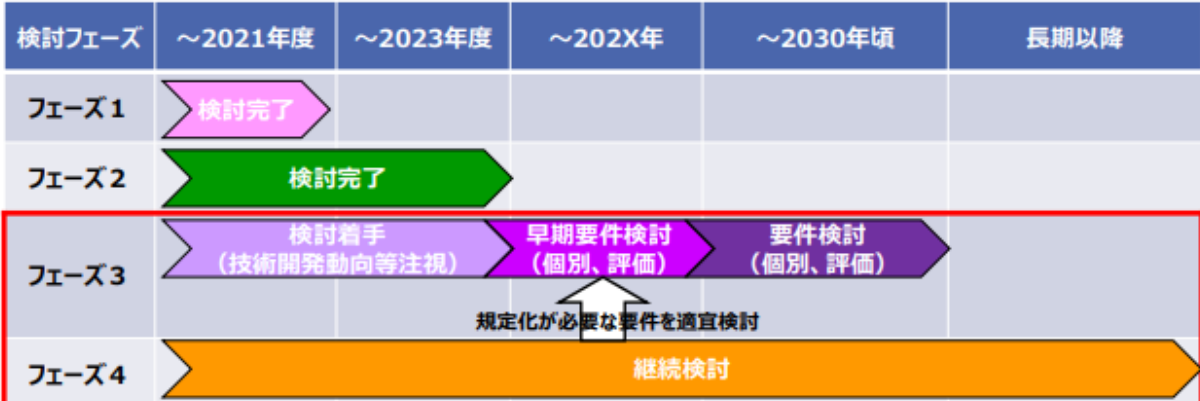 検討フェーズ ～2021年度 ～2023年度 ～202X年 ～2030年頃 長期以降
フェーズ1 検討完了
フェーズ2 検討完了
フェーズ3
検討着手
（技術開発動向等注視）
早期要件検討
（個別、評価）
要件検討
（個別、評価）
規定化が必要な要件を適宜検討
フェーズ4 継続検討